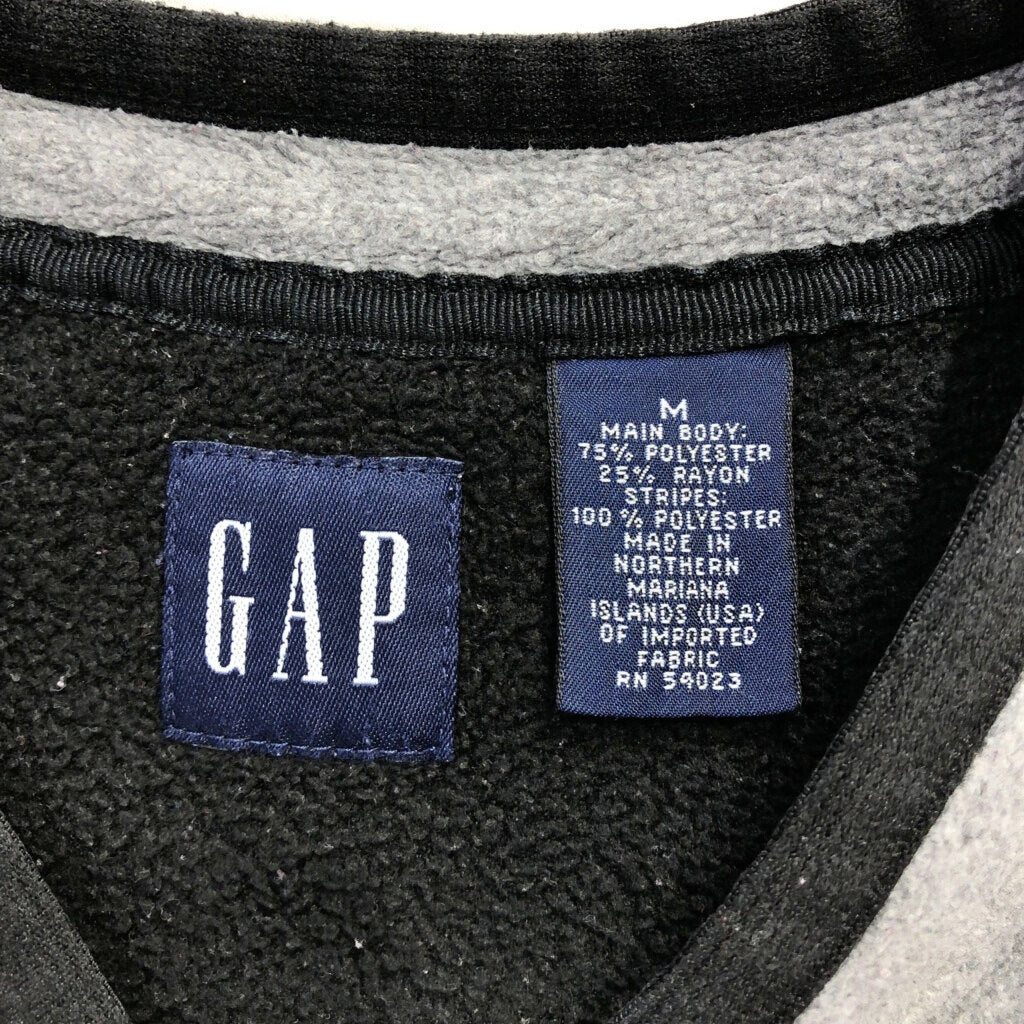 GAP
M
MAIN BODY:
75% POLYESTER
25% RAYON
STRIPES:
100% POLYESTER
MADE IN
NORTHERN
MARIANA
ISLANDS (USA)
OF IMPORTED
FABRIC
RN 54023